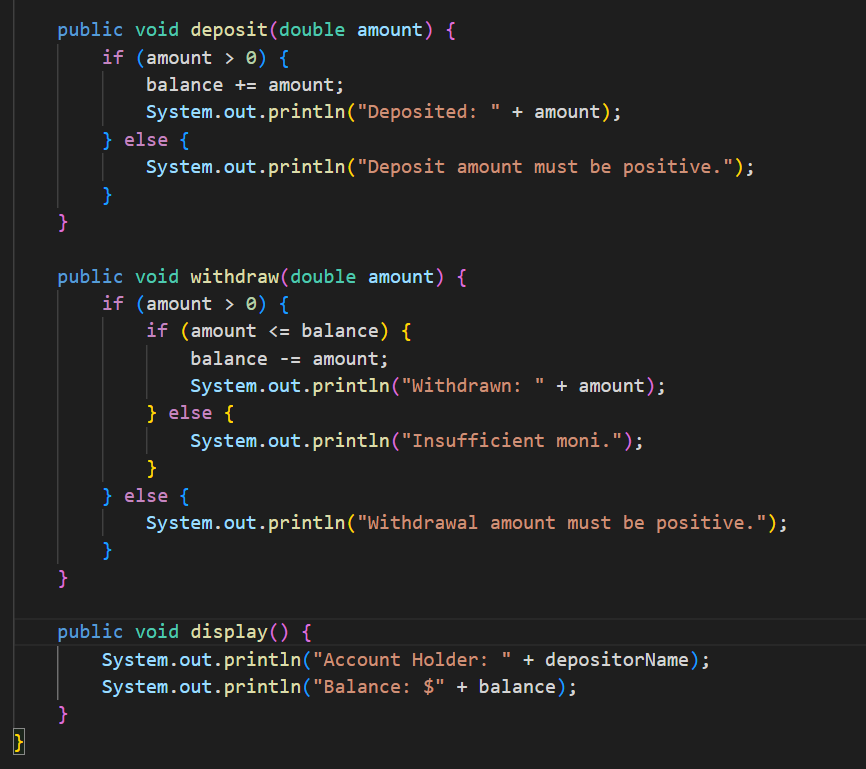 public void deposit(double amount) {
if (amount > 0) {
balance += amount;
System.out.println("Deposited: " + amount);
} else {
System.out.println("Deposit amount must be positive.");
}
}
public void withdraw(double amount) {
if (amount > 0) {
if (amount <= balance) {
balance -= amount;
System.out.println("Withdrawn: " + amount);
} else {
System.out.println("Insufficient moni.");
}
} else {
System.out.println("Withdrawal amount must be positive.");
}
}
public void display() {
System.out.println("Account Holder: " + depositorName);
System.out.println("Balance: $" + balance);
}
}